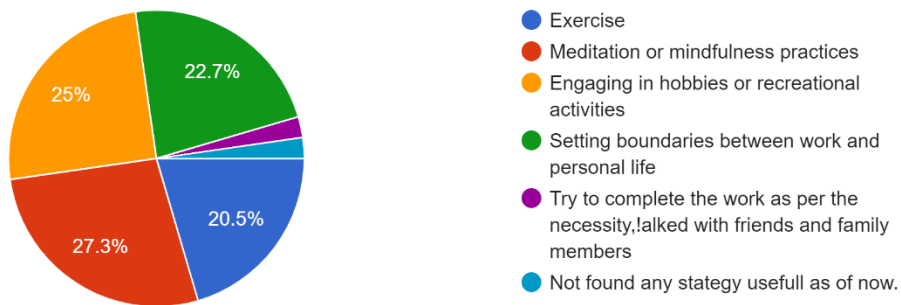 22.7%
25%
27.3%
20.5%
Exercise
Meditation or mindfulness practices
Engaging in hobbies or recreational
activities
Setting boundaries between work and
personal life
Try to complete the work as per the
necessity,!alked with friends and family
members
Not found any stategy usefull as of now.